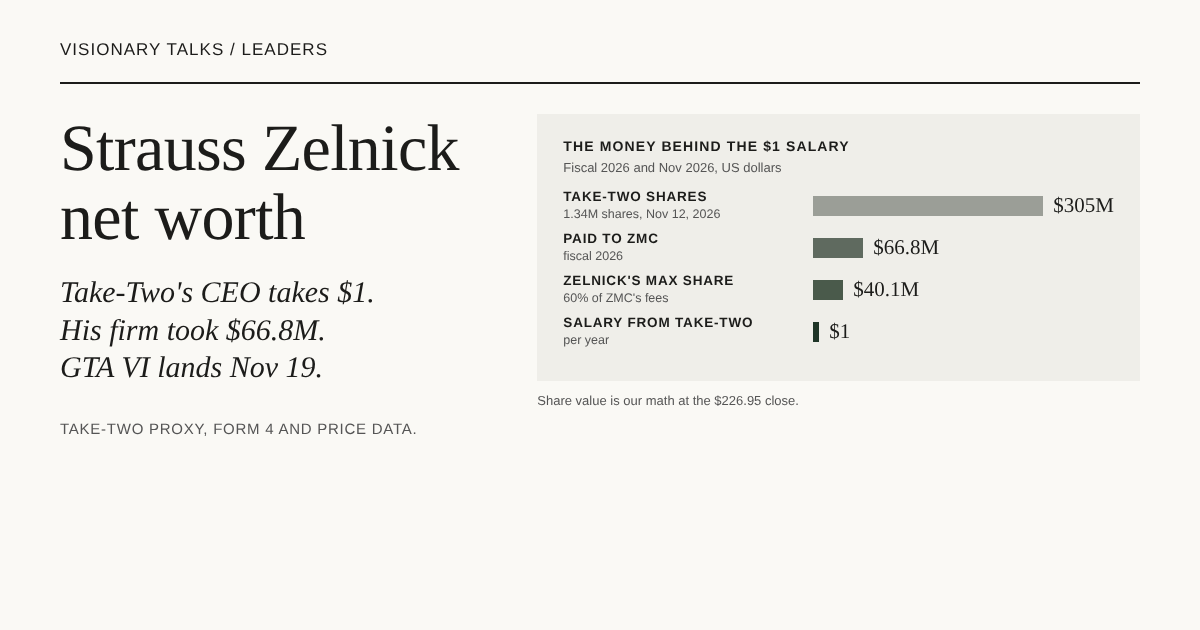 VISIONARY TALKS / LEADERS
Strauss Zelnick
net worth
Take-Two's CEO takes $1.
His firm took $66.8M.
GTA VI lands Nov 19.
TAKE-TWO PROXY, FORM 4 AND PRICE DATA.
THE MONEY BEHIND THE $1 SALARY
Fiscal 2026 and Nov 2026, US dollars
TAKE-TWO SHARES
1.34M shares, Nov 12, 2026
$305M
PAID TO ZMC
fiscal 2026
$66.8M
ZELNICK'S MAX SHARE
60% of ZMC's fees
$40.1M
SALARY FROM TAKE-TWO
per year
$1
Share value is our math at the $226.95 close.